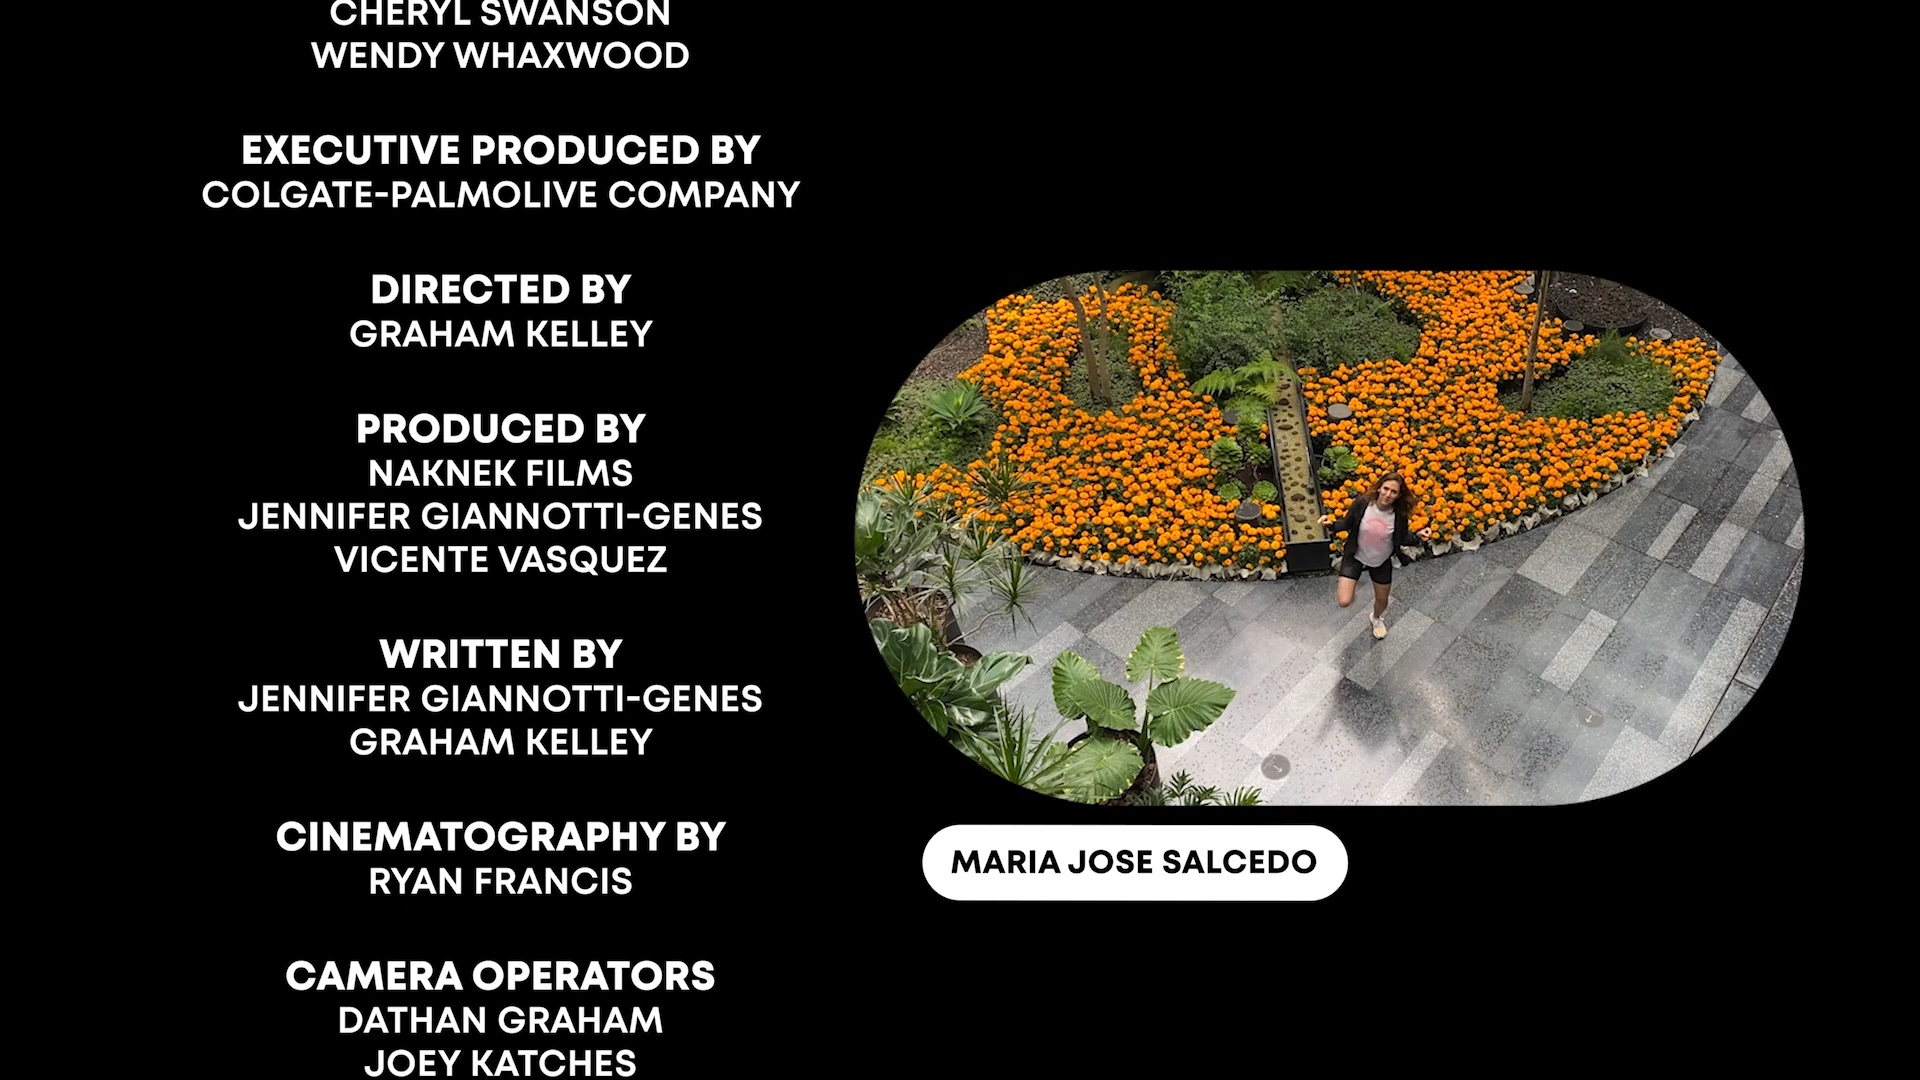 CHERYL SWANSON
WENDY WHAXWOOD
EXECUTIVE PRODUCED BY
COLGATE-PALMOLIVE COMPANY
DIRECTED BY
GRAHAM KELLEY
PRODUCED BY
NAKNEK FILMS
JENNIFER GIANNOTTI-GENES
VICENTE VASQUEZ
WRITTEN BY
JENNIFER GIANNOTTI-GENES
GRAHAM KELLEY
CINEMATOGRAPHY BY
RYAN FRANCIS
CAMERA OPERATORS
DATHAN GRAHAM
JOEY KATCHES
MARIA JOSE SALCEDO